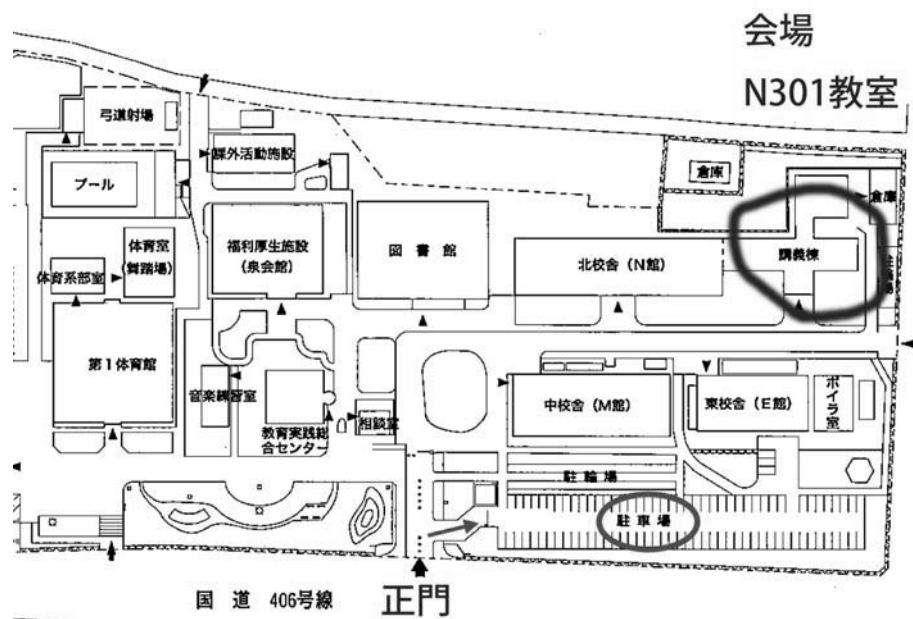 会場
N301教室
弓道射場
課外活動施設
プール
倉庫
倉庫
体育室
(舞踏場)
福利厚生施設
(泉会館)
図書館
北校舎（N館）
講義棟
体育系部室
第1体育館
音楽練習室
教育実践総
合センター
相談室
中校舎（M館）
東校舎（E館）
ボイラ室
駐輪場
駐車場
国道 406号線
正門